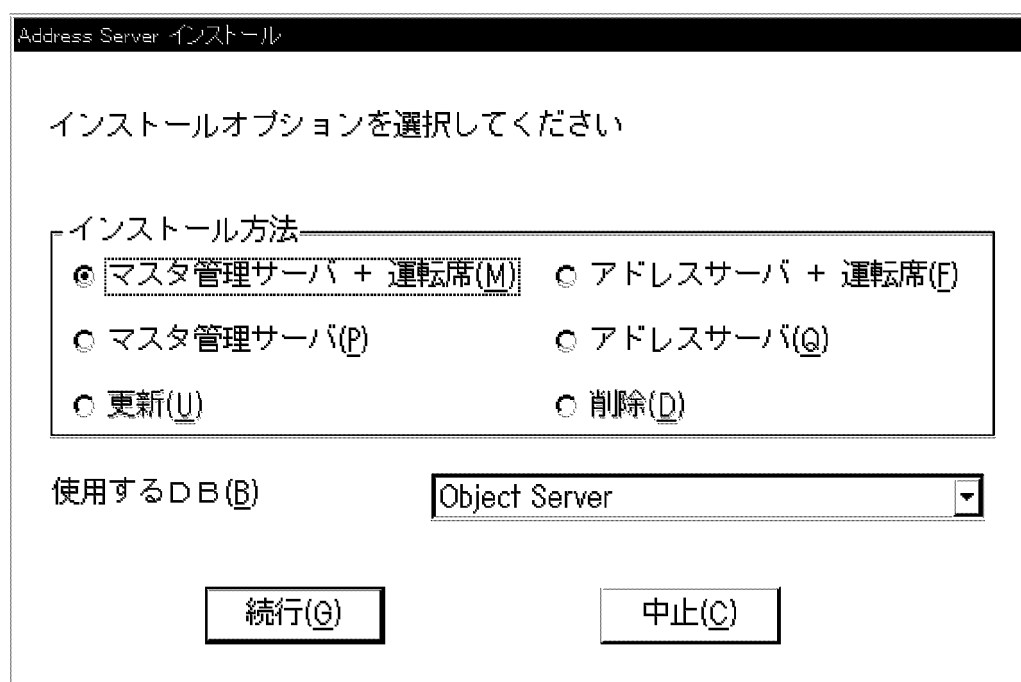 Address Server インストール
インストールオプションを選択してください
インストール方法
マスタ管理サーバ + 運転席(M) アドレスサーバ + 運転席(F)
マスタ管理サーバ(P) アドレスサーバ(Q)
更新(U) 削除(D)
使用するＤＢ(B) Object Server
続行(G) 中止(C)